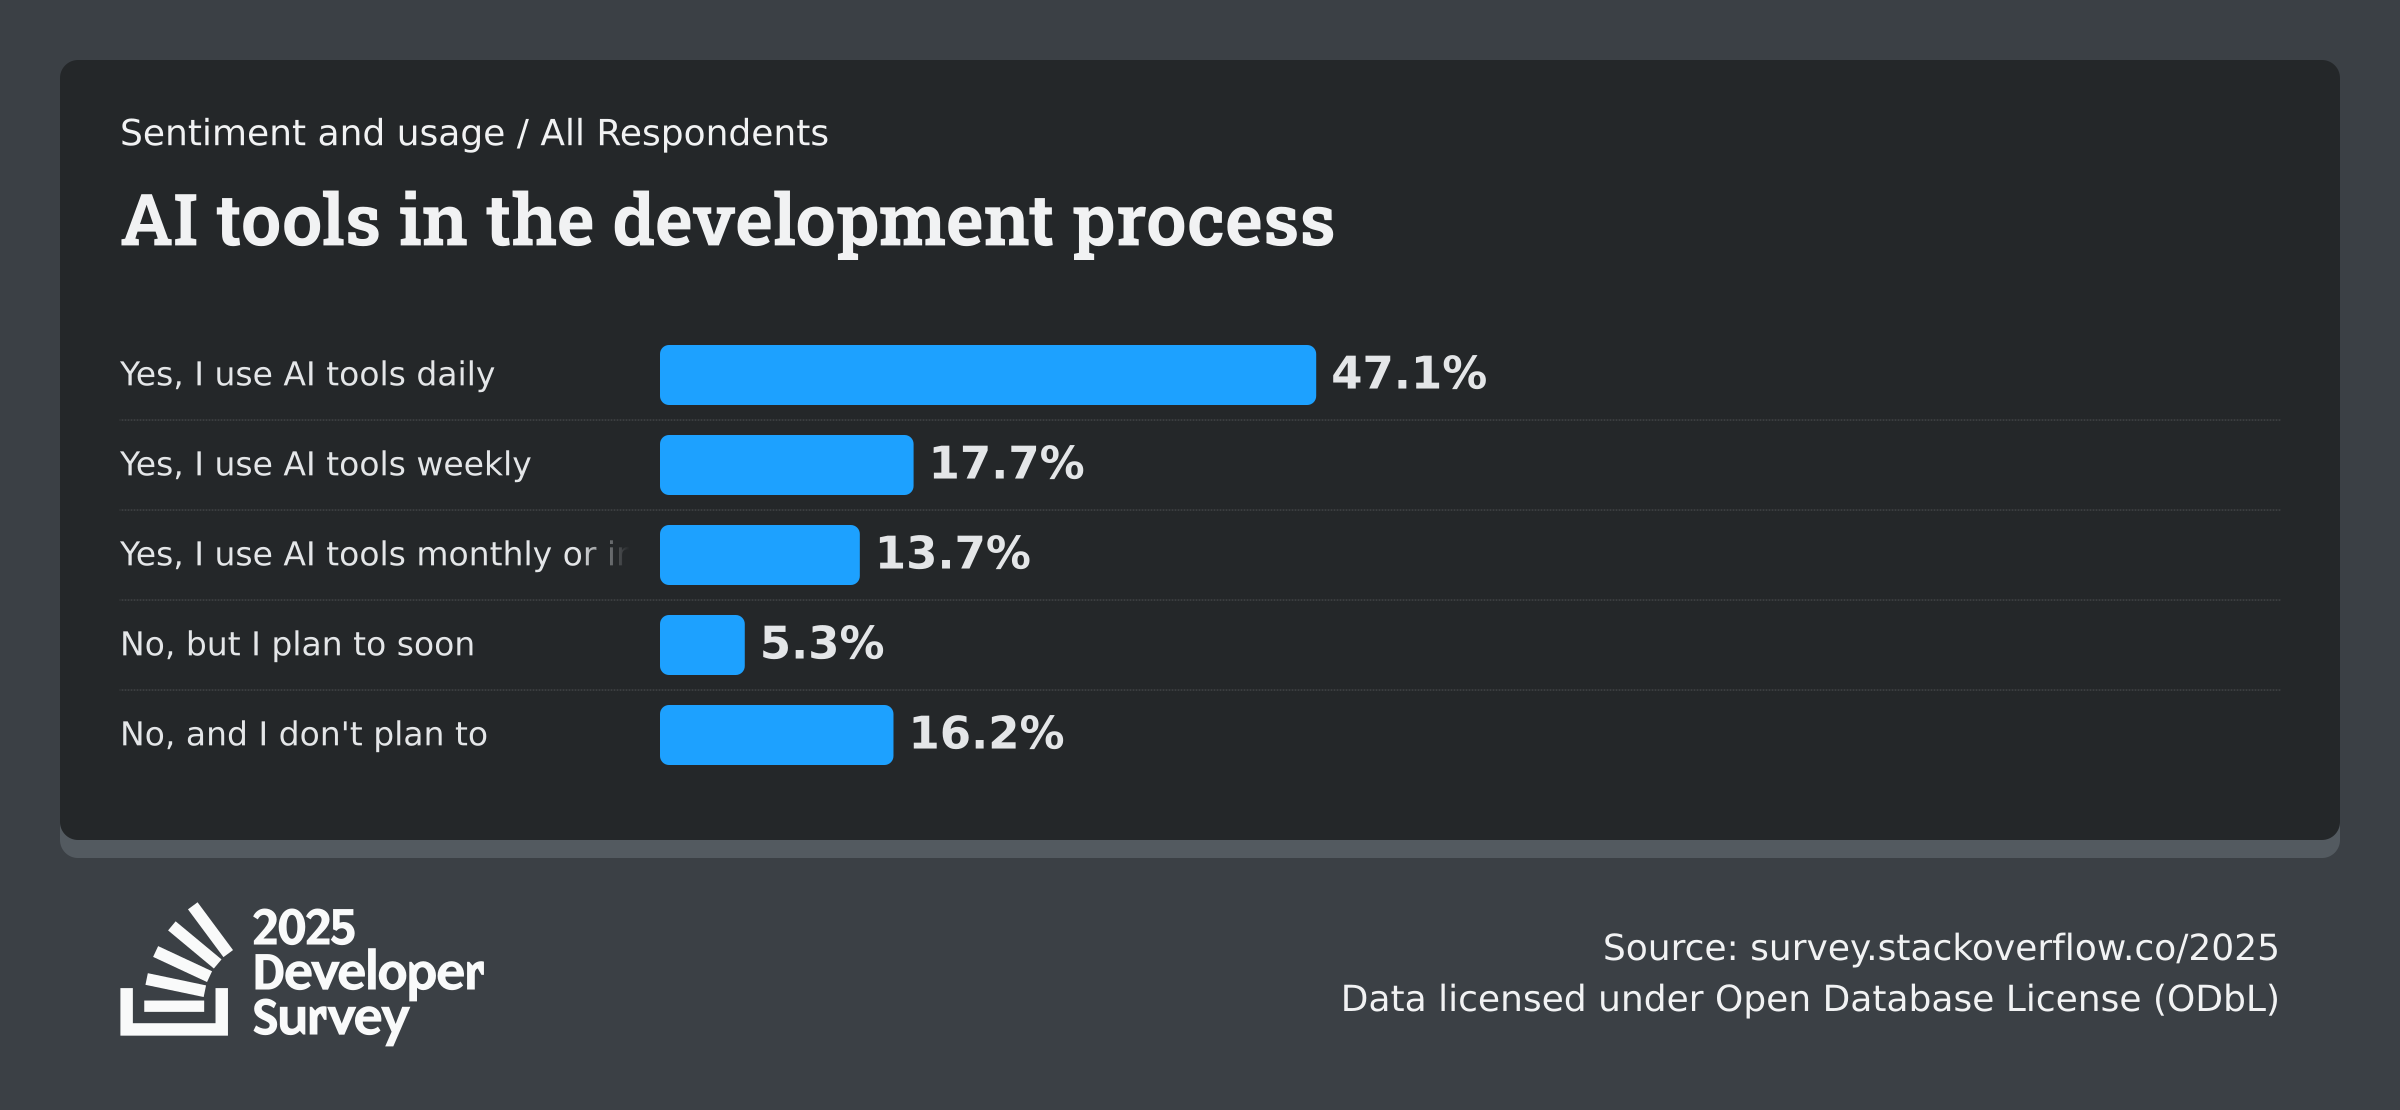 Sentiment and usage / All Respondents
AI tools in the development process
Yes, I use AI tools daily 47.1%
Yes, I use AI tools weekly 17.7%
Yes, I use AI tools monthly or 13.7%
No, but I plan to soon 5.3%
No, and I don't plan to 16.2%
2025
Developer
Survey
Source: survey.stackoverflow.co/2025
Data licensed under Open Database License (ODbL)